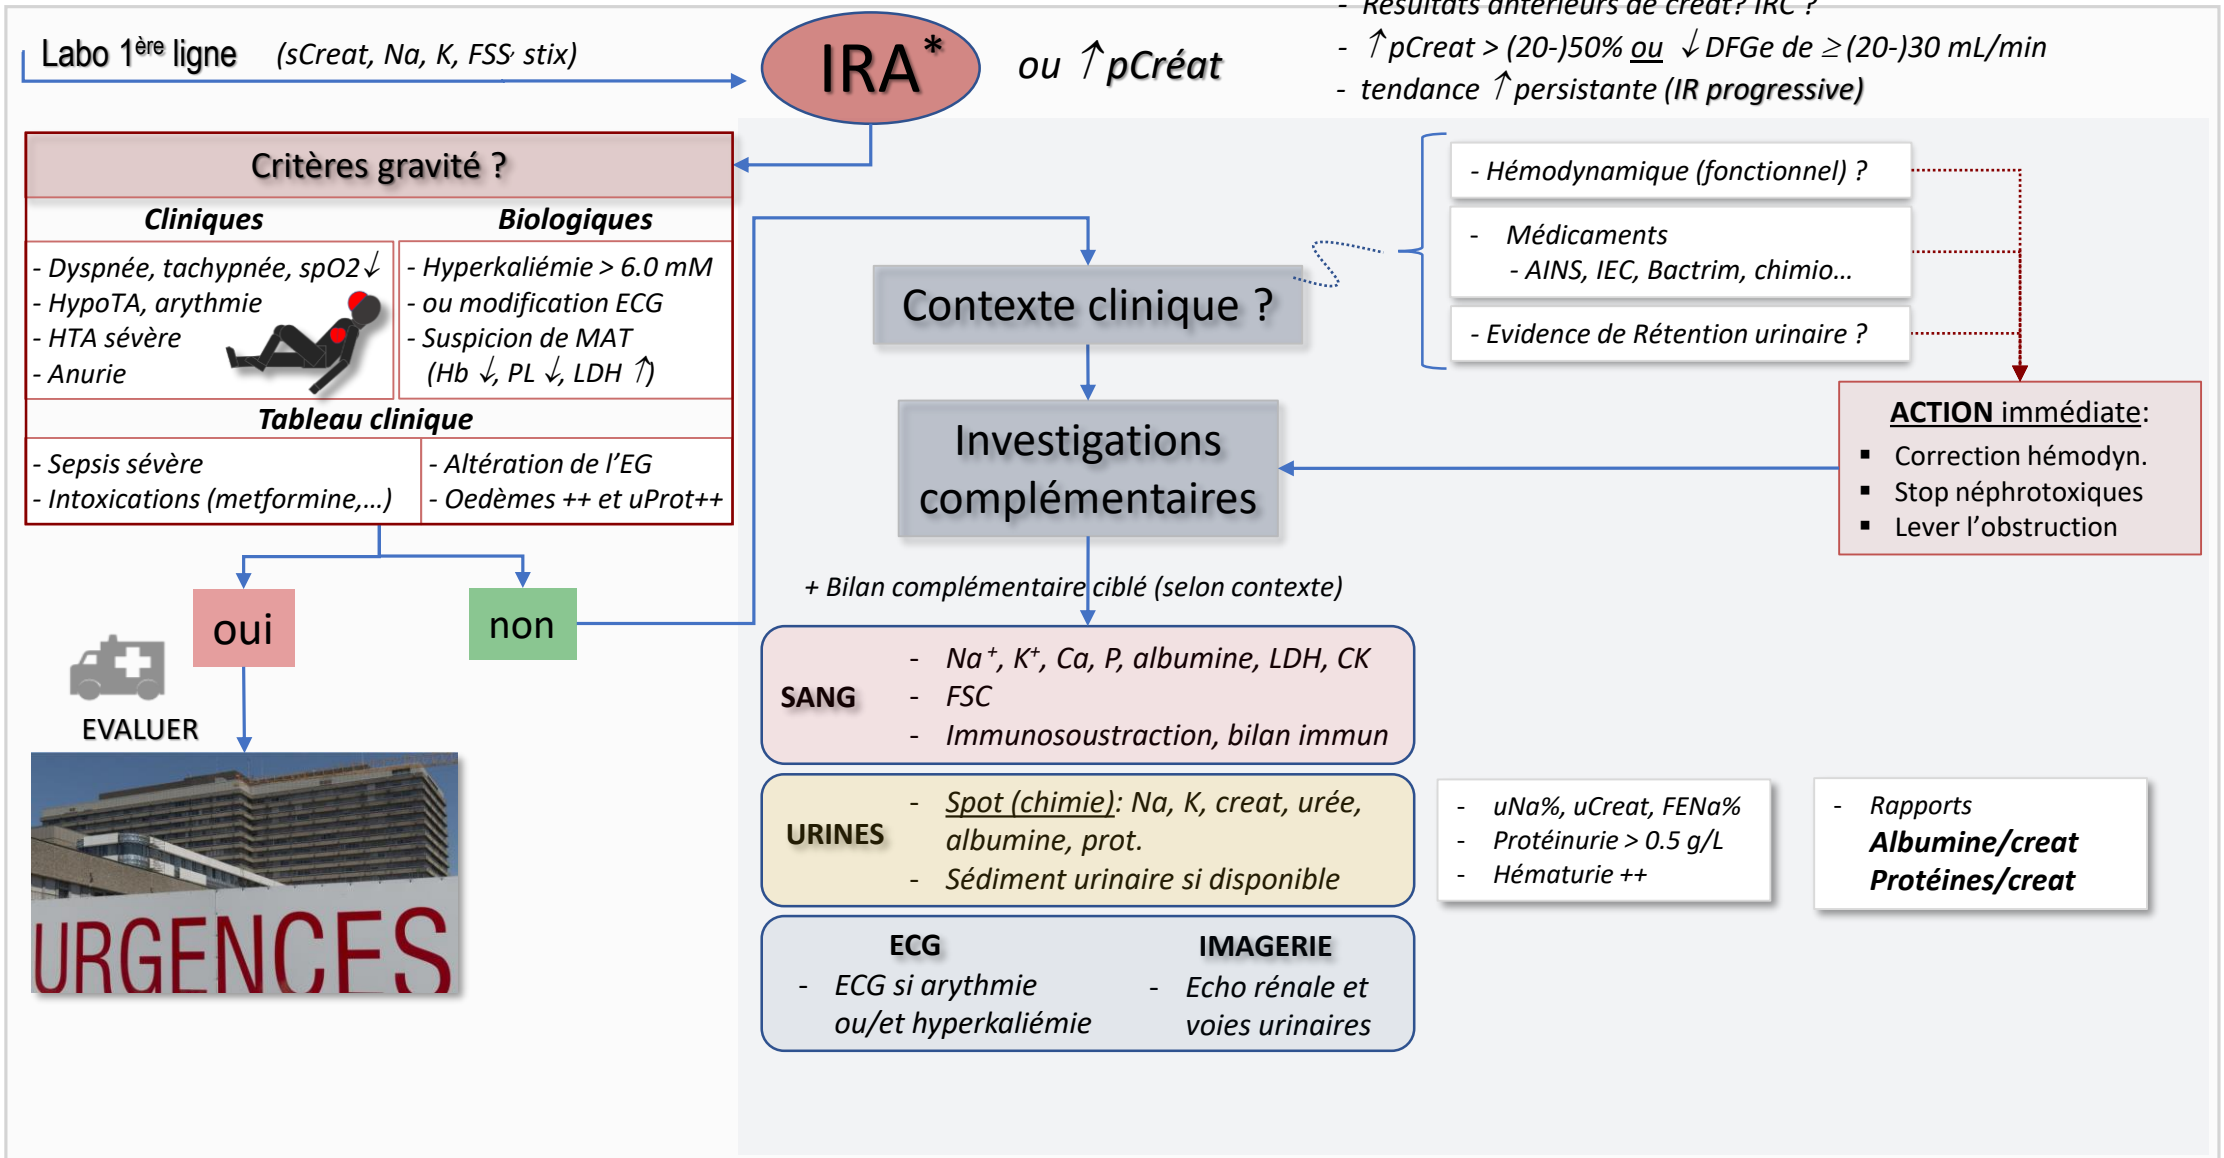 - Résultats antérieurs de créat? IRC ?
Labo 1ère ligne (sCreat, Na, K, FSS, stix)
IRA*
ou ↑ pCréat
- ↑ pCreat > (20-)50% ou ↓ DFGe de ≥ (20-)30 mL/min
- tendance ↑ persistante (IR progressive)
Critères gravité ?
Cliniques
- Dyspnée, tachypnée, spO2↓
- HypoTA, arythmie
- HTA sévère
- Anurie
Biologiques
- Hyperkaliémie > 6.0 mM
- ou modification ECG
- Suspicion de MAT
(Hb ↓, PL ↓, LDH ↑)
Tableau clinique
- Sepsis sévère
- Intoxications (metformine,...)
- Altération de l'EG
- Oedèmes ++ et uProt++
oui
non
EVALUER
URGENCES
Contexte clinique ?
- Hémodynamique (fonctionnel) ?
- Médicaments
- AINS, IEC, Bactrim, chimio...
- Evidence de Rétention urinaire ?
ACTION immédiate:
▪ Correction hémodyn.
▪ Stop néphrotoxiques
▪ Lever l'obstruction
Investigations
complémentaires
+ Bilan complémentaire ciblé (selon contexte)
SANG
- Na⁺, K⁺, Ca, P, albumine, LDH, CK
- FSC
- Immunosoustraction, bilan immun
URINES
- Spot (chimie): Na, K, creat, urée,
albumine, prot.
- Sédiment urinaire si disponible
- uNa%, uCreat, FENa%
- Protéinurie > 0.5 g/L
- Hématurie ++
- Rapports
Albumine/creat
Protéines/creat
ECG
- ECG si arythmie
ou/et hyperkaliémie
IMAGERIE
- Echo rénale et
voies urinaires